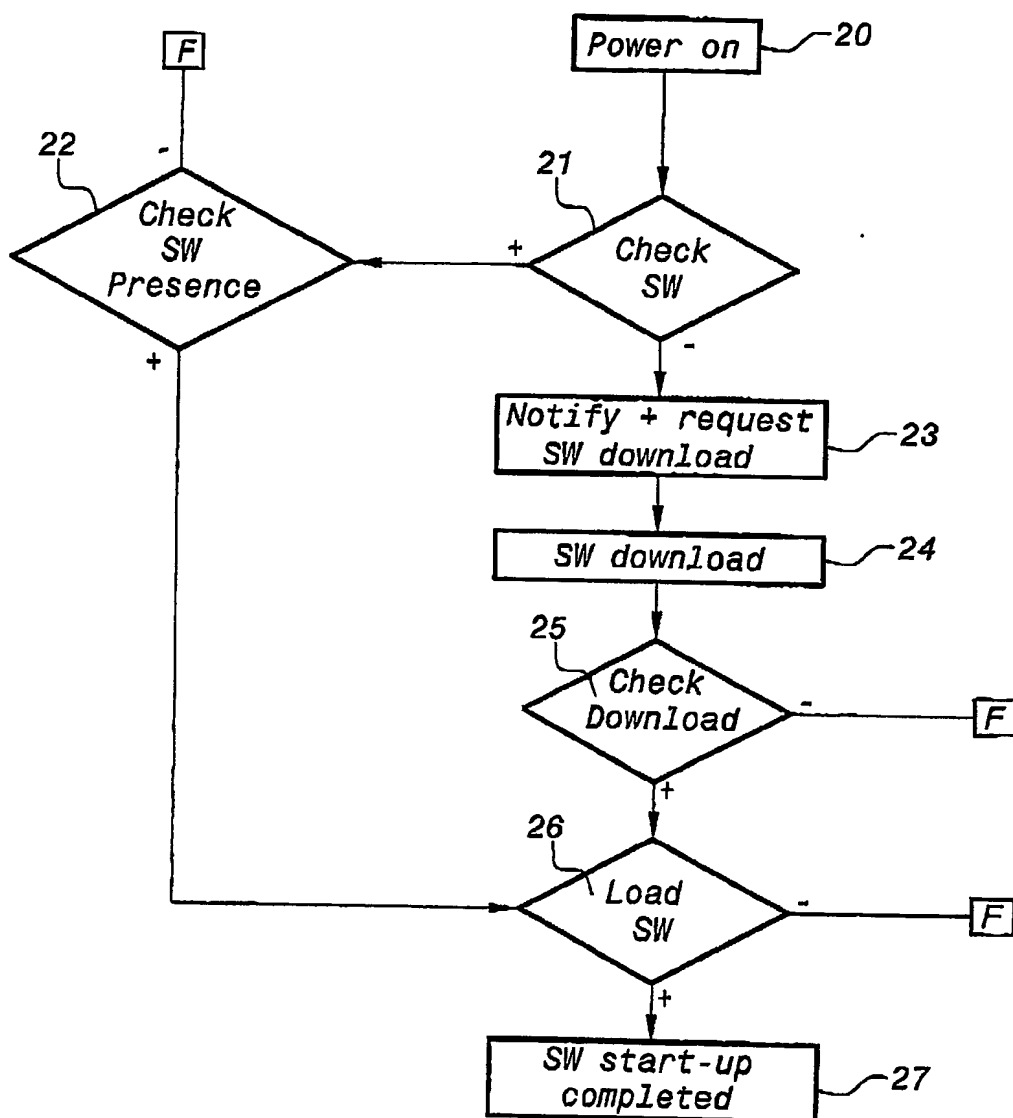 Power on
20
F
-
22
Check
SW
Presence
+
21
+
Check
SW
-
Notify + request
SW download
23
SW download
24
25
Check
Download
-
F
+
26
Load
SW
-
F
+
SW start-up
completed
27